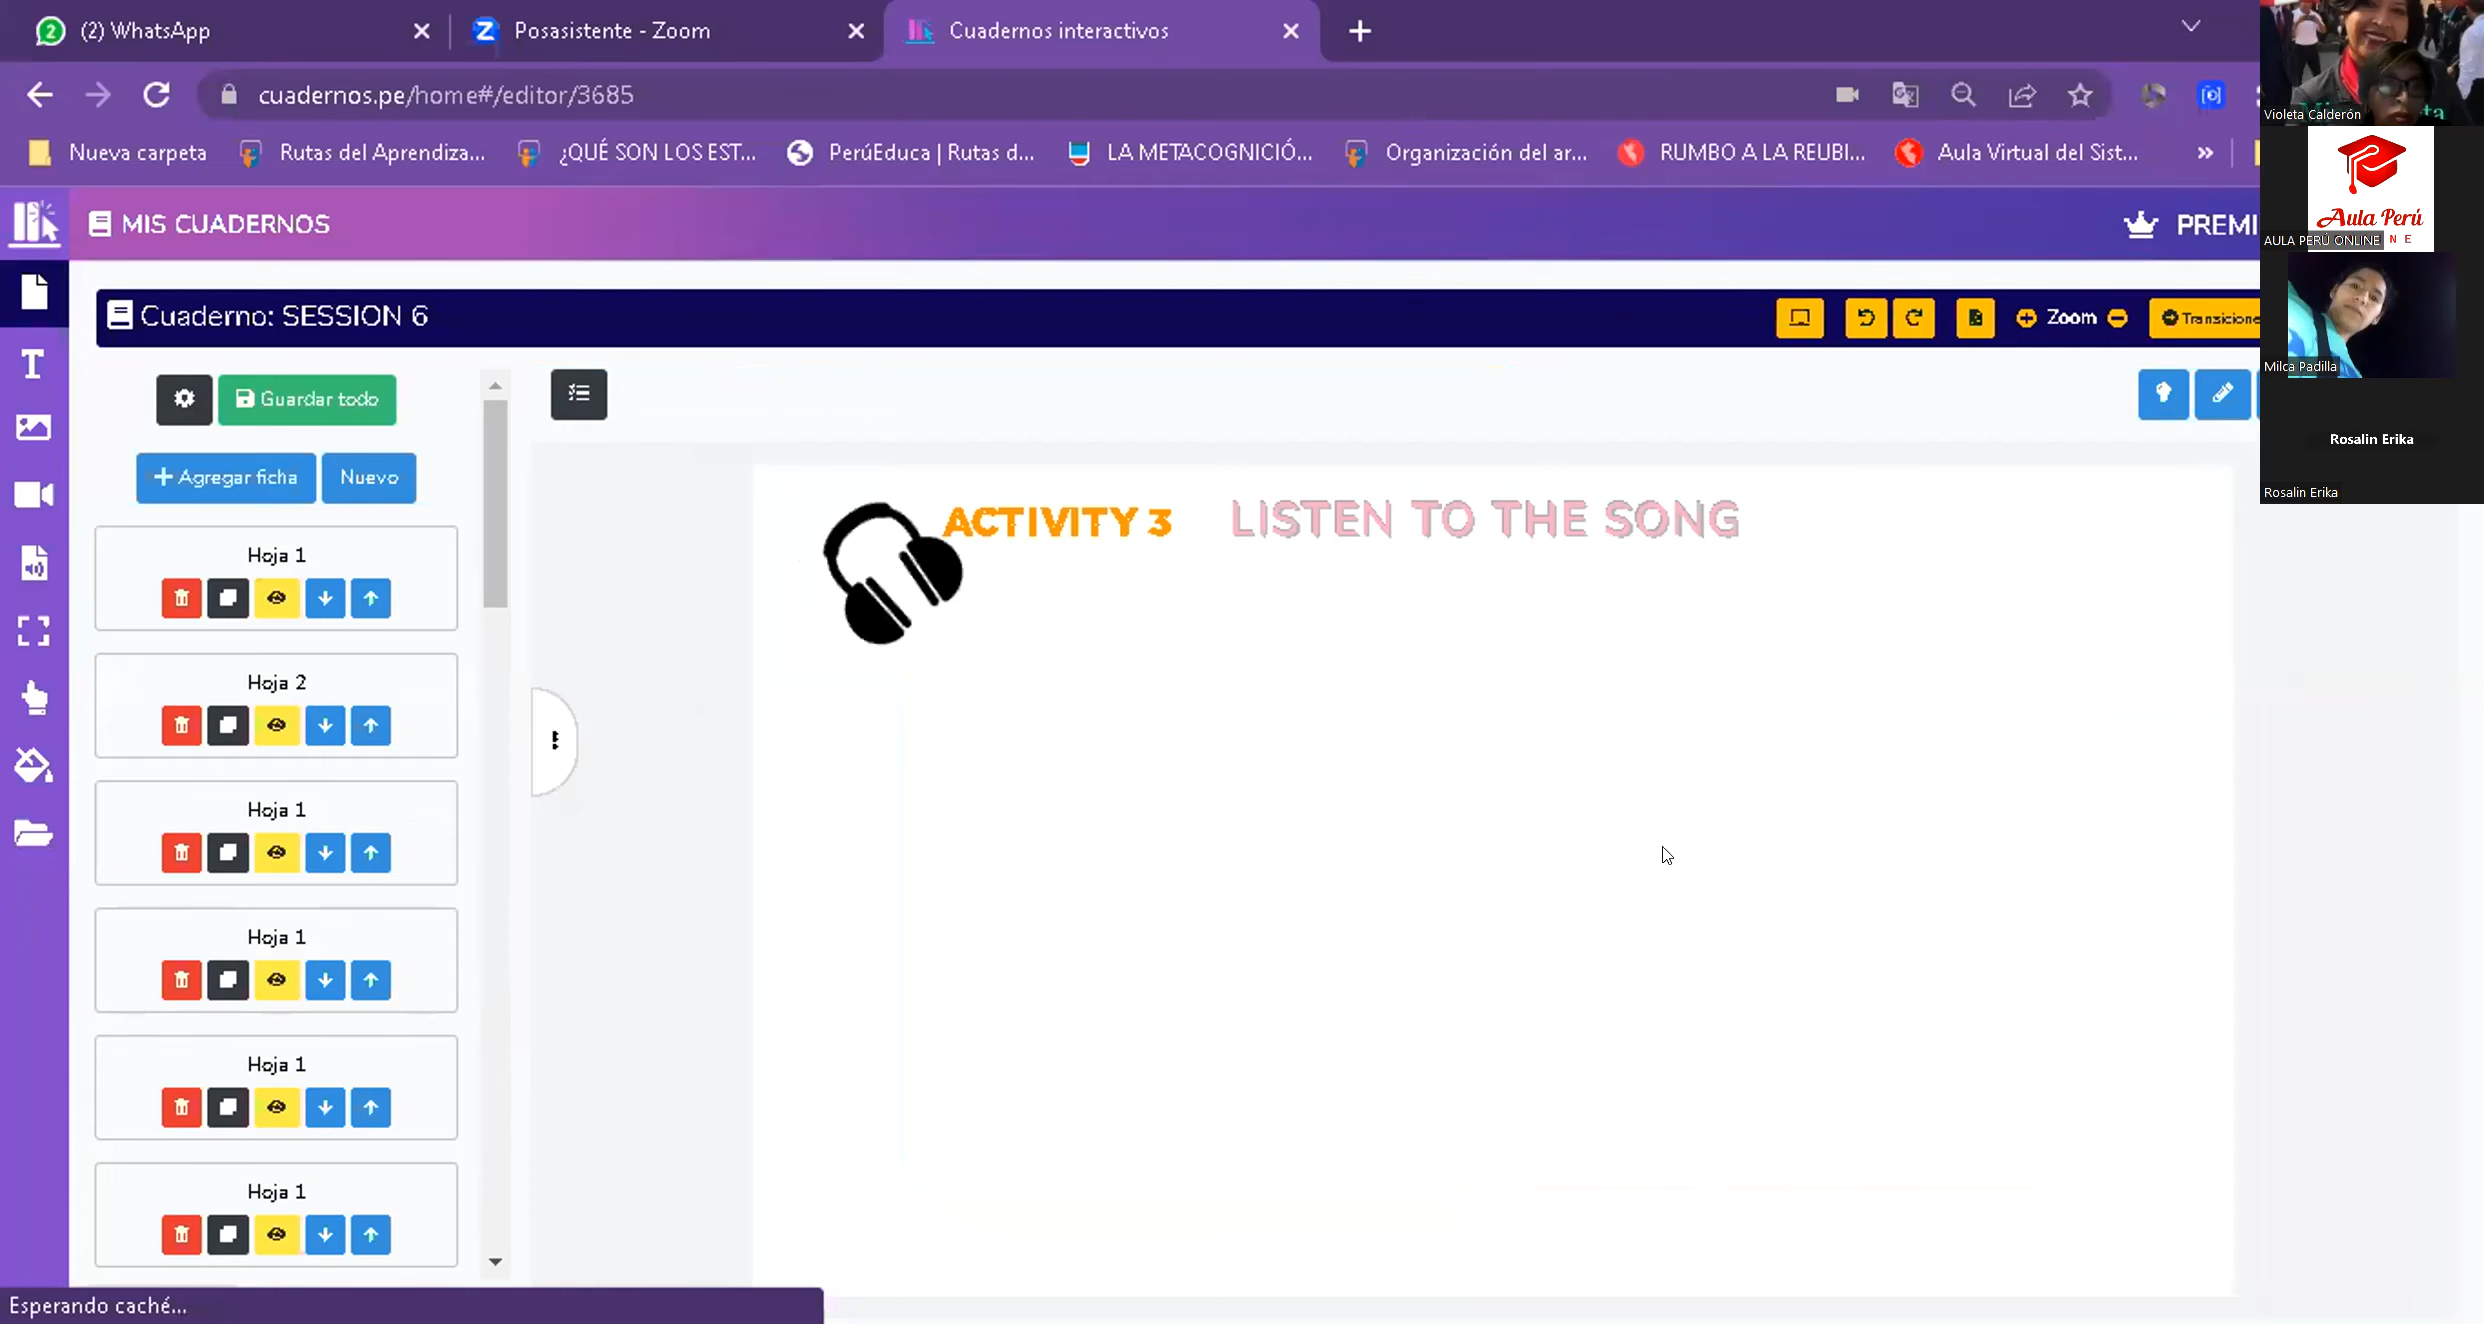 (2) WhatsApp
Posasistente - Zoom
Cuadernos interactivos
cuadernos.pe/home#/editor/3685
Nueva carpeta
Rutas del Aprendiza...
¿QUÉ SON LOS EST...
PerúEduca | Rutas d...
LA METACOGNICIÓ...
Organización del ar...
RUMBO A LA REUBI...
Aula Virtual del Sist...
MIS CUADERNOS
PREMI
Cuaderno: SESSION 6
Zoom
Transicione
Guardar todo
Agregar ficha
Nuevo
Hoja 1
Hoja 2
Hoja 1
Hoja 1
Hoja 1
Hoja 1
ACTIVITY 3 LISTEN TO THE SONG
Esperando caché...
Violeta Calderón
Aula Perú
AULA PERÚ ONLINE
N E
Milca Padilla
Rosalin Erika
Rosalin Erika